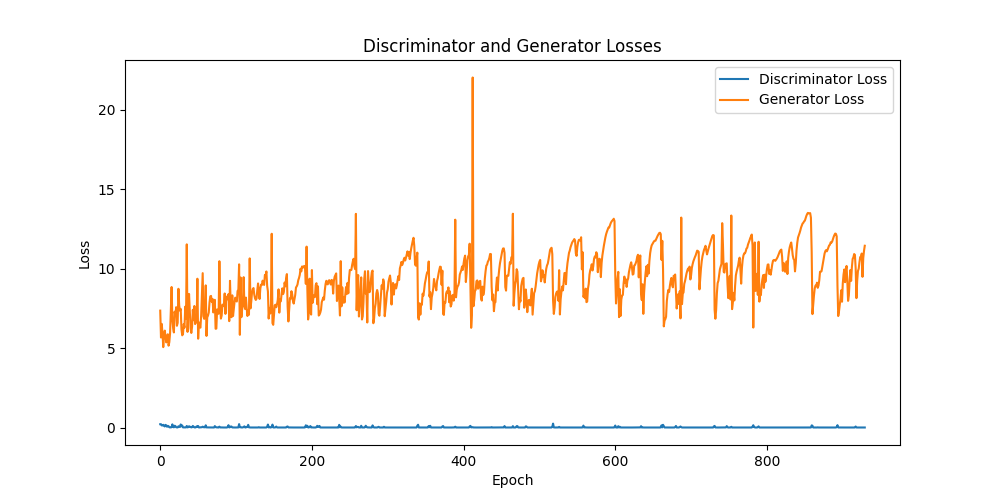 Discriminator and Generator Losses
Discriminator Loss
Generator Loss
20
15
10
5
0
Loss
0 200 400 600 800
Epoch